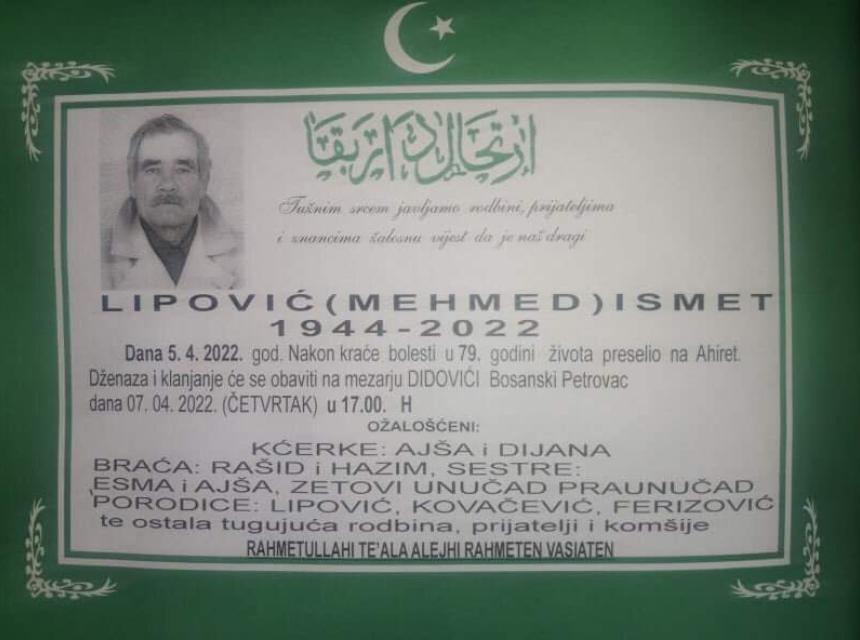 ارتحال دار بقا
Tužnim srcem javljamo rodbini, prijateljima
i znancima žalosnu vijest da je naš dragi
LIPOVIĆ (MEHMED) ISMET
1944-2022
Dana 5. 4. 2022. god. Nakon kraće bolesti u 79. godini života preselio na Ahiret.
Dženaza i klanjanje će se obaviti na mezarju DIDOVIĆI Bosanski Petrovac
dana 07. 04. 2022. (ČETVRTAK) u 17.00. H
OŽALOŠĆENI:
KĆERKE: AJŠA i DIJANA
BRAĆA: RAŠID i HAZIM, SESTRE:
ESMA i AJŠA, ZETOVI UNUČAD PRAUNUČAD
PORODICE: LIPOVIĆ, KOVAČEVIĆ, FERIZOVIĆ
te ostala tugujuća rodbina, prijatelji i komšije
RAHMETULLAHI TE'ALA ALEJHI RAHMETEN VASIATEN